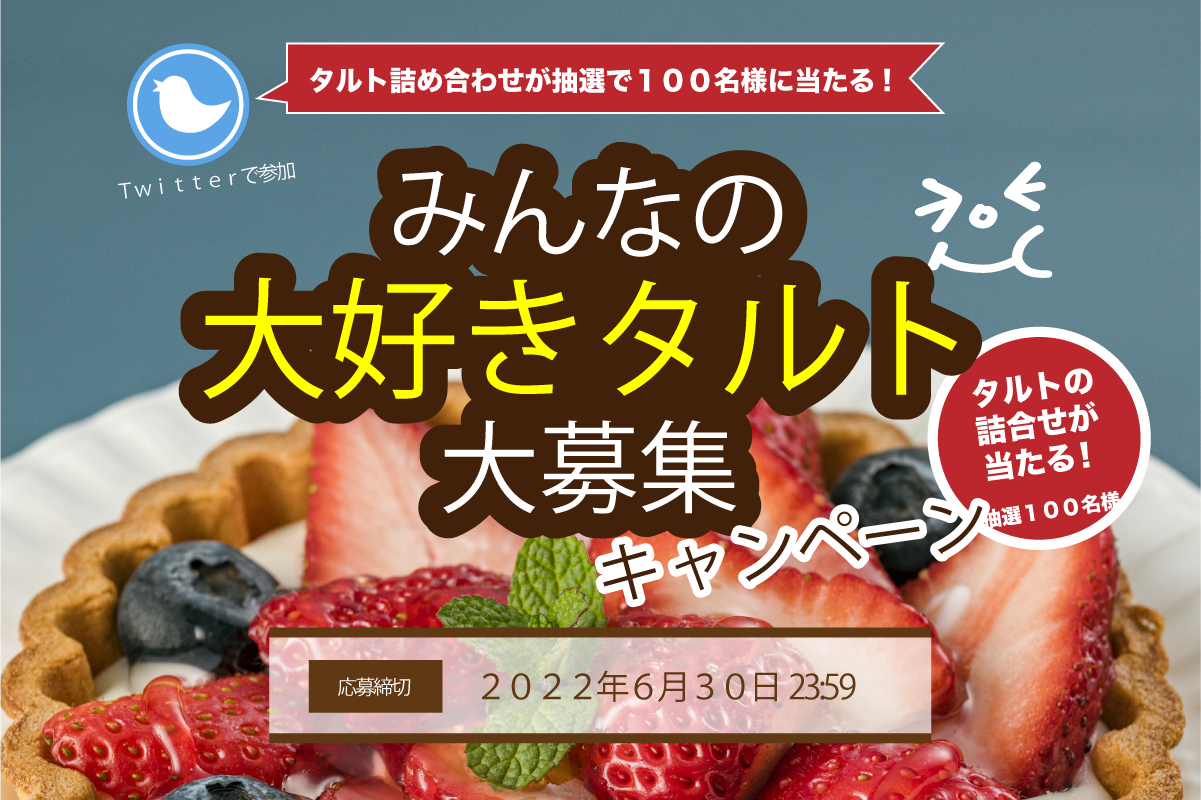 タルト詰め合わせが抽選で１００名様に当たる！
Ｔｗｉｔｔｅｒで参加
みんなの
大好きタルト
大募集
キャンペーン
タルトの
詰合せが
当たる！
抽選１００名様
応募締切
２０２２年６月３０日 23:59